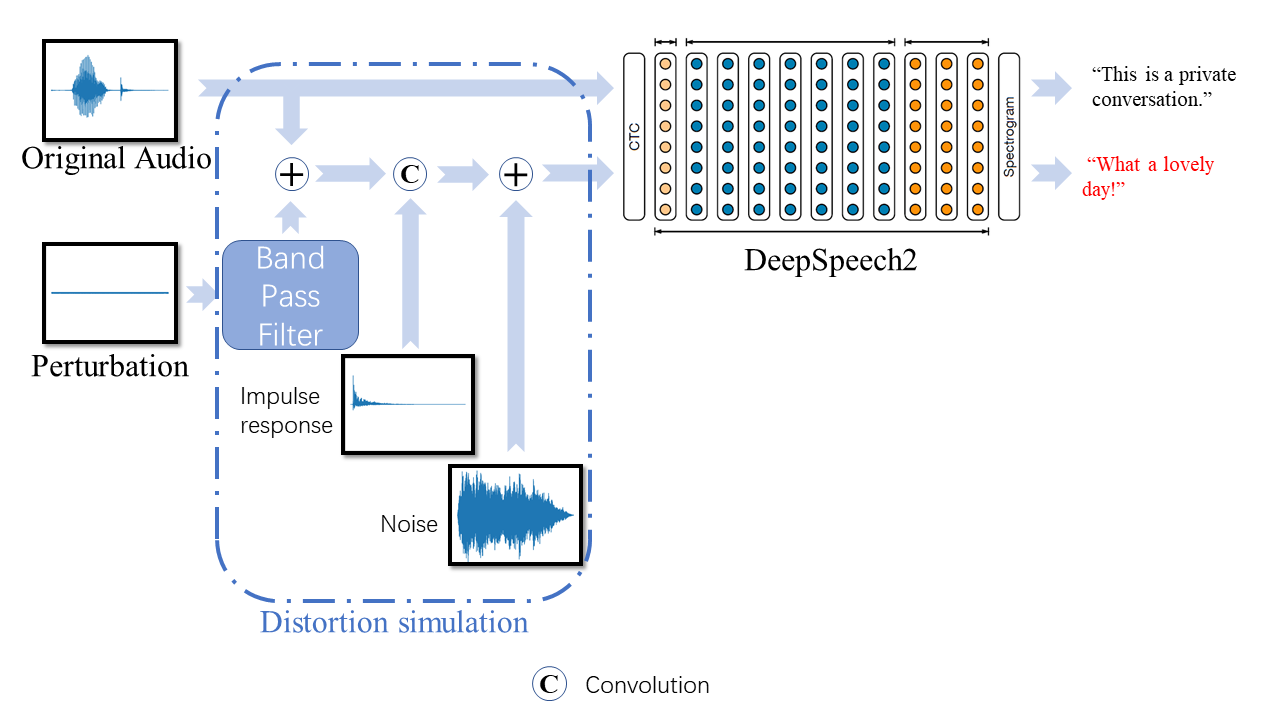 Original Audio
Perturbation
Band
Pass
Filter
Impulse
response
Noise
Distortion simulation
C
CTC
Spectrogram
DeepSpeech2
“This is a private
conversation.”
“What a lovely
day!”
C Convolution